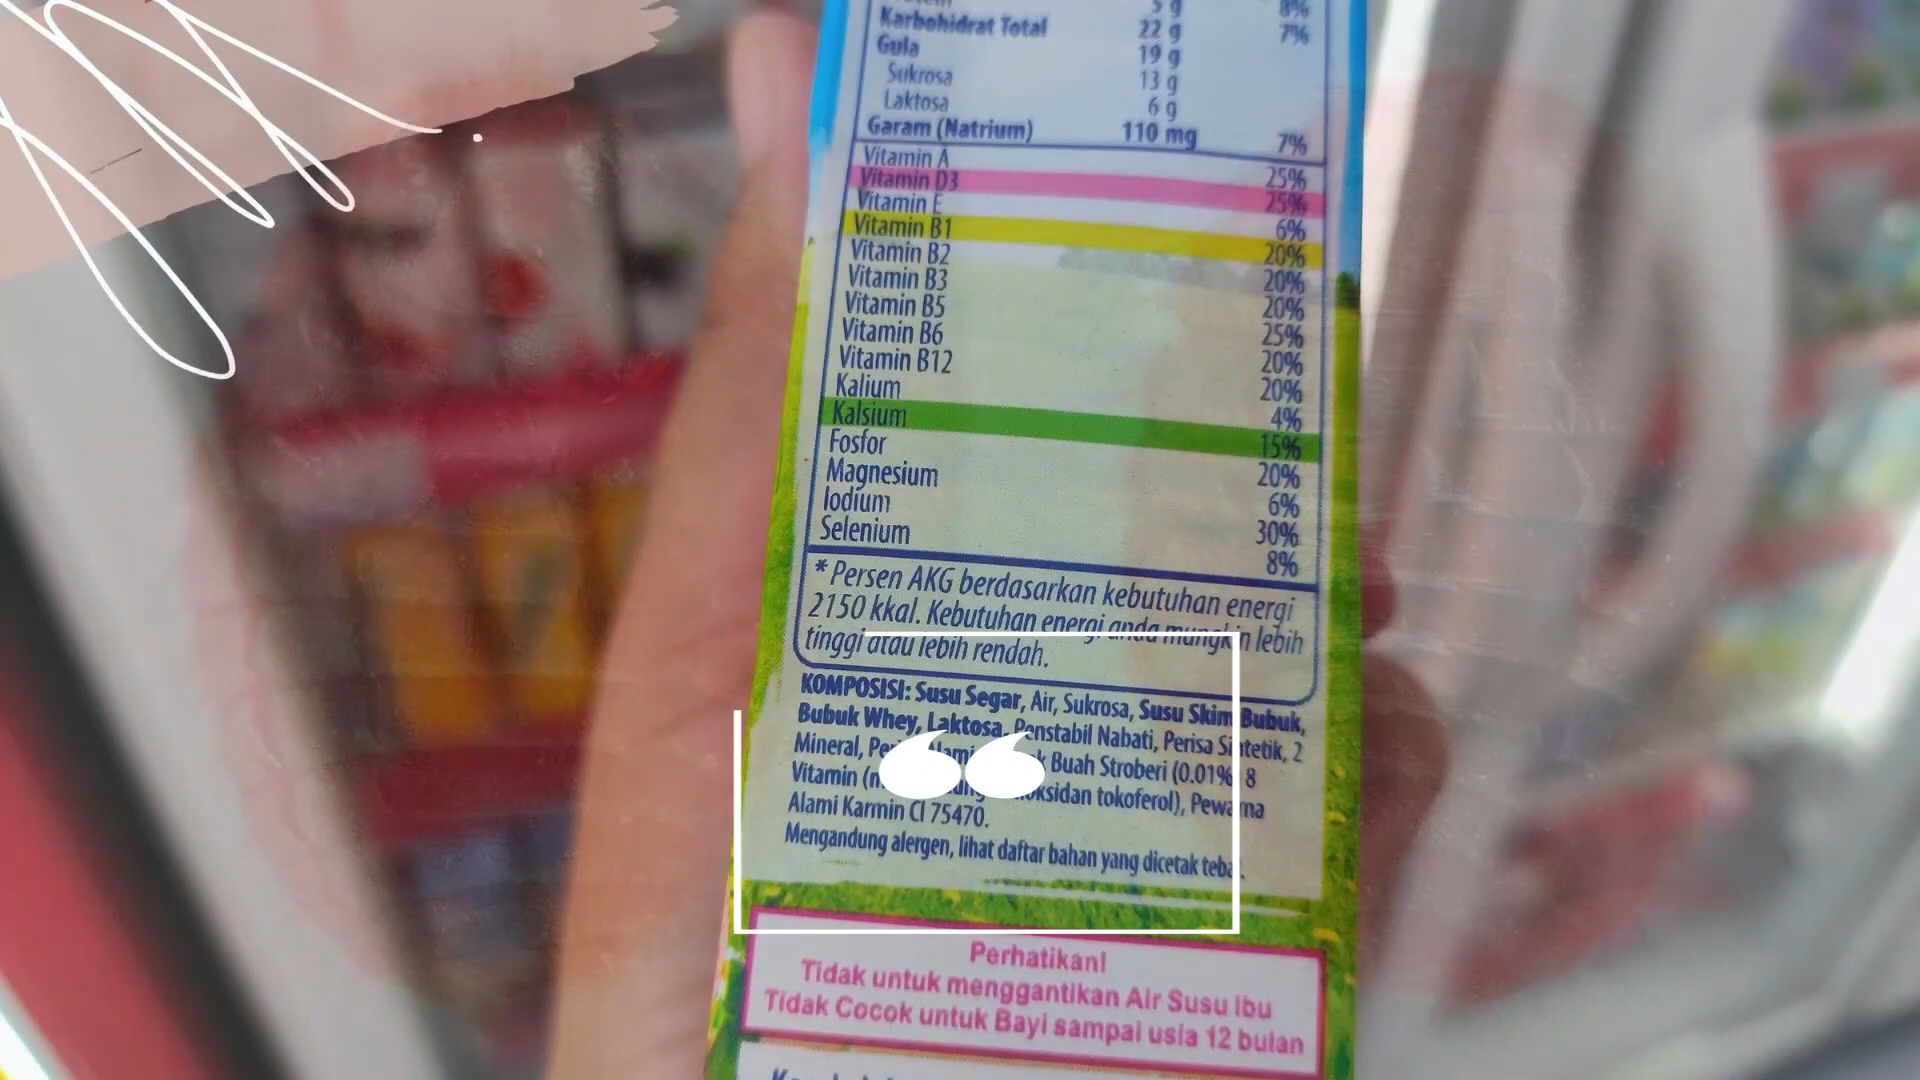 5 g 8%
Karbohidrat Total 22 g 7%
Gula 19 g
Sukrosa 13 g
Laktosa 6 g
Garam (Natrium) 110 mg 7%
Vitamin A 25%
Vitamin D3 25%
Vitamin E 6%
Vitamin B1 20%
Vitamin B2 20%
Vitamin B3 20%
Vitamin B5 25%
Vitamin B6 20%
Vitamin B12 20%
Kalium 4%
Kalsium 15%
Fosfor 20%
Magnesium 6%
Iodium 30%
Selenium 8%
* Persen AKG berdasarkan kebutuhan energi
2150 kkal. Kebutuhan energi anda mungkin lebih
tinggi atau lebih rendah.
KOMPOSISI: Susu Segar, Air, Sukrosa, Susu Skim Bubuk,
Bubuk Whey, Laktosa, Penstabil Nabati, Perisa Sintetik, 2
Mineral, Buah Stroberi (0.01% 8
Vitamin tokoferol), Pewarna
Alami Karmin CI 75470.
Mengandung alergen, lihat daftar bahan yang dicetak tebal.
Perhatikan!
Tidak untuk menggantikan Air Susu Ibu
Tidak Cocok untuk Bayi sampai usia 12 bulan